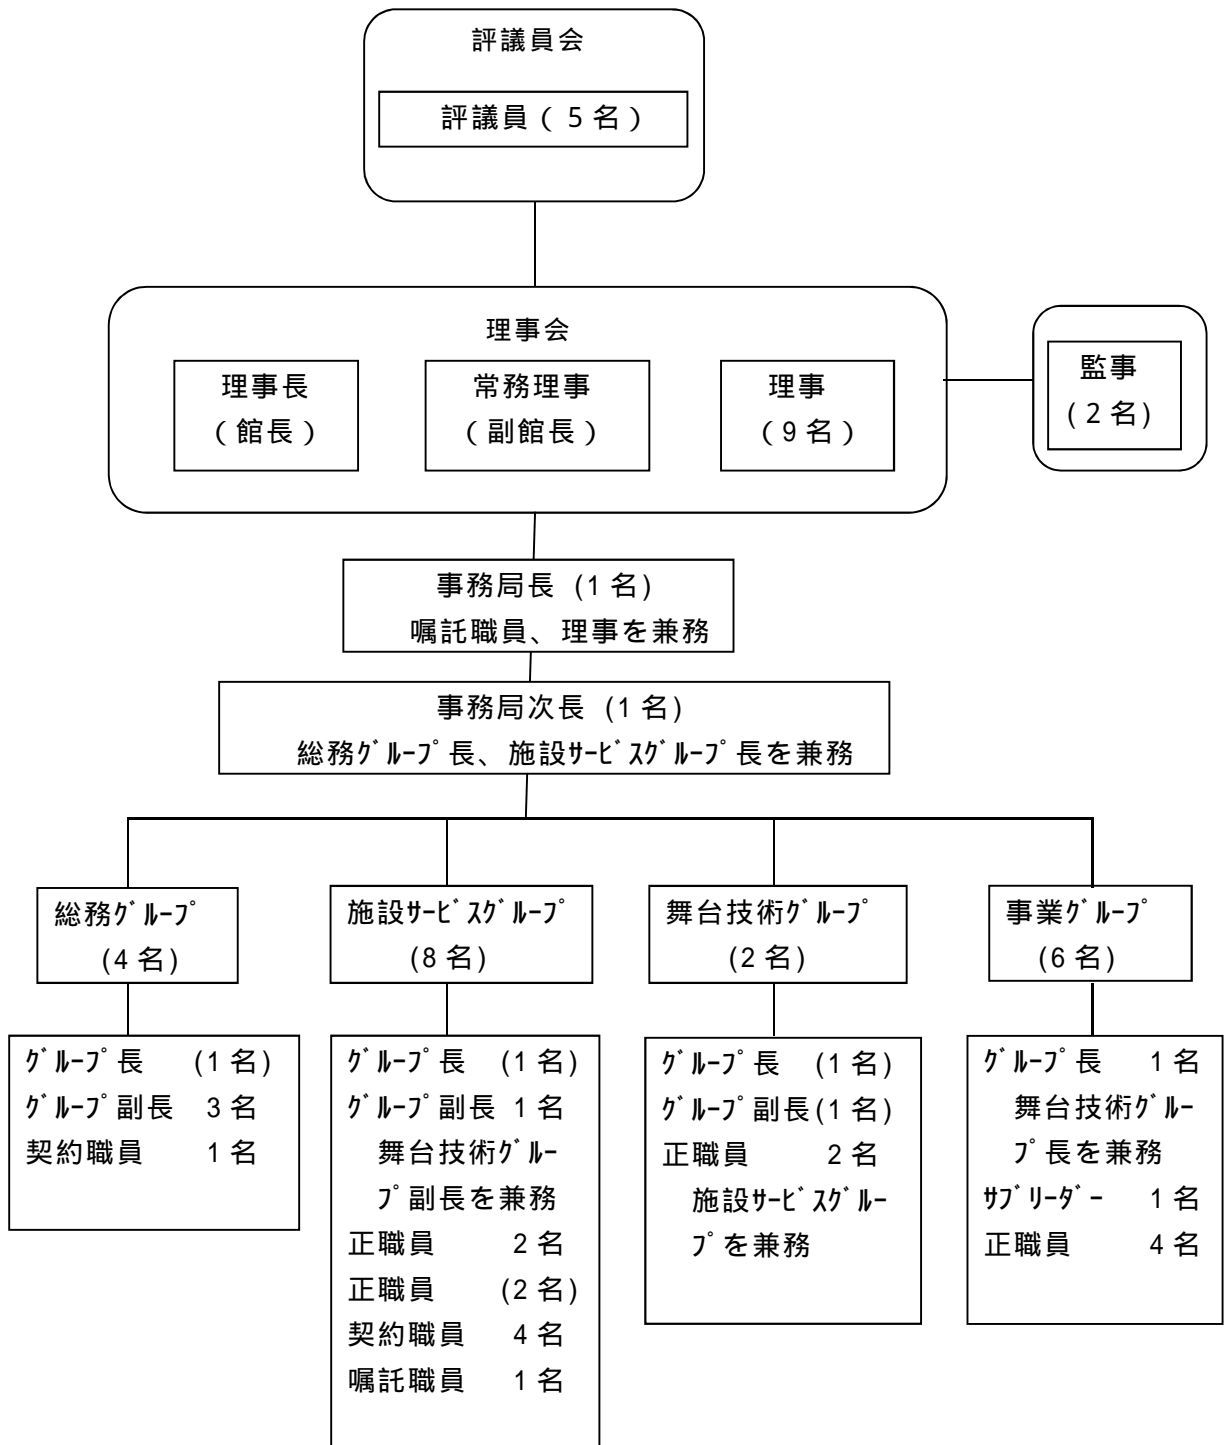 評議員会
評議員（5名）
理事会
理事長
（館長）
常務理事
（副館長）
理事
（9名）
監事
(2名)
事務局長 (1名)
嘱託職員、理事を兼務
事務局次長 (1名)
総務ｸﾞﾙｰﾌﾟ長、施設ｻｰﾋﾞｽｸﾞﾙｰﾌﾟ長を兼務
総務ｸﾞﾙｰﾌﾟ
(4名)
施設ｻｰﾋﾞｽｸﾞﾙｰﾌﾟ
(8名)
舞台技術ｸﾞﾙｰﾌﾟ
(2名)
事業ｸﾞﾙｰﾌﾟ
(6名)
ｸﾞﾙｰﾌﾟ長 (1名)
ｸﾞﾙｰﾌﾟ副長 3名
契約職員 1名
ｸﾞﾙｰﾌﾟ長 (1名)
ｸﾞﾙｰﾌﾟ副長 1名
舞台技術ｸﾞﾙｰ
ﾌﾟ副長を兼務
正職員 2名
正職員 (2名)
契約職員 4名
嘱託職員 1名
ｸﾞﾙｰﾌﾟ長 (1名)
ｸﾞﾙｰﾌﾟ副長(1名)
正職員 2名
施設ｻｰﾋﾞｽｸﾞﾙｰ
ﾌﾟを兼務
ｸﾞﾙｰﾌﾟ長 1名
舞台技術ｸﾞﾙｰ
ﾌﾟ長を兼務
ｻﾌﾞﾘｰﾀﾞｰ 1名
正職員 4名